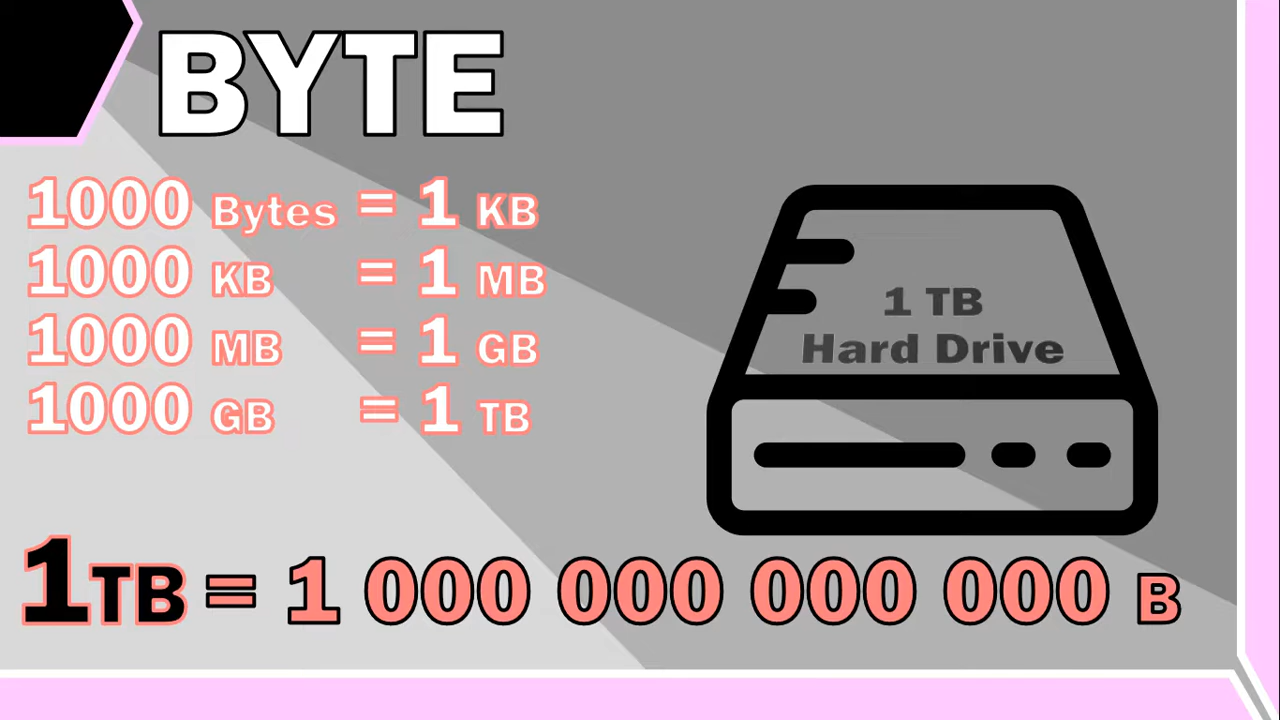 BYTE
1000 Bytes = 1 KB
1000 KB = 1 MB
1000 MB = 1 GB
1000 GB = 1 TB
1 TB
Hard Drive
1TB = 1 000 000 000 000 B